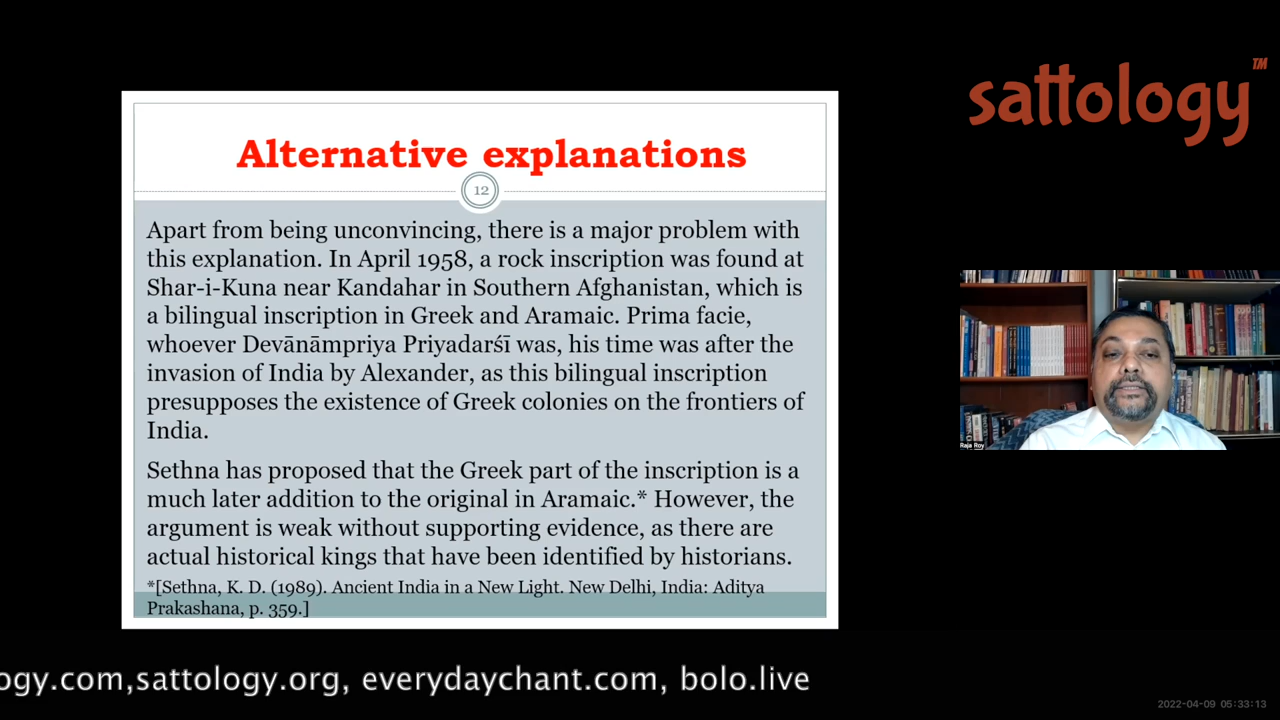 sattology™
Alternative explanations
12
Apart from being unconvincing, there is a major problem with
this explanation. In April 1958, a rock inscription was found at
Shar-i-Kuna near Kandahar in Southern Afghanistan, which is
a bilingual inscription in Greek and Aramaic. Prima facie,
whoever Devānāmpriya Priyadarśī was, his time was after the
invasion of India by Alexander, as this bilingual inscription
presupposes the existence of Greek colonies on the frontiers of
India.
Sethna has proposed that the Greek part of the inscription is a
much later addition to the original in Aramaic.* However, the
argument is weak without supporting evidence, as there are
actual historical kings that have been identified by historians.
*[Sethna, K. D. (1989). Ancient India in a New Light. New Delhi, India: Aditya
Prakashana, p. 359.]
Raja Roy
ogy.com,sattology.org, everydaychant.com, bolo.live
2022-04-09 05:33:13